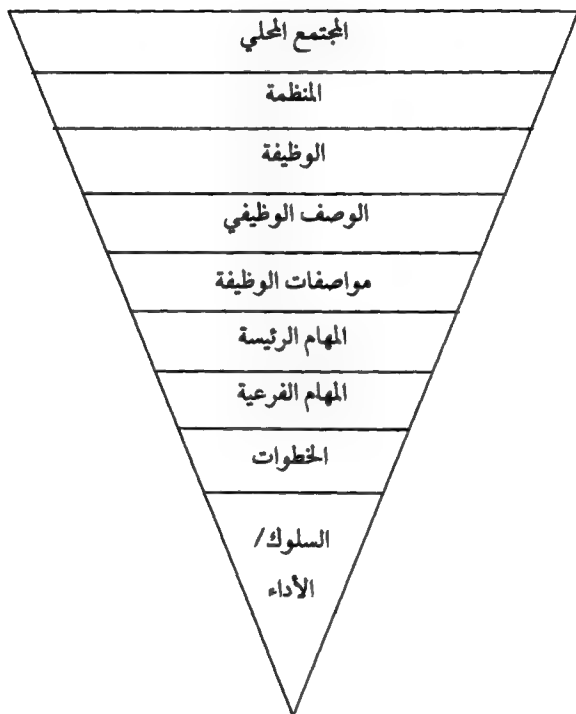 المجتمع المحلي
المنظمة
الوظيفة
الوصف الوظيفي
مواصفات الوظيفة
المهام الرئيسة
المهام الفرعية
الخطوات
السلوك/
الأداء